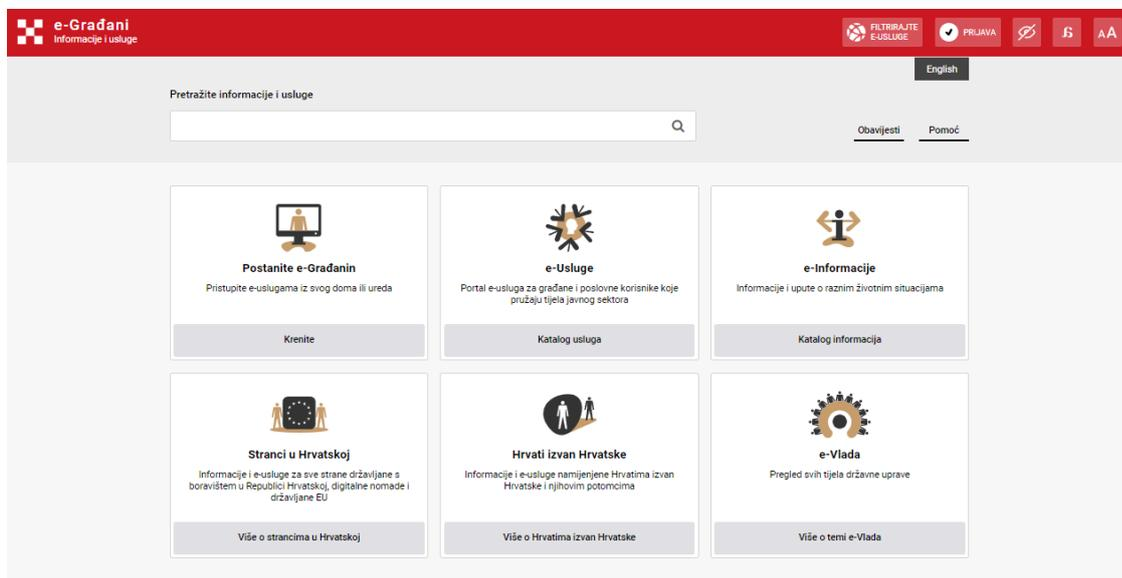 e-Građani
Informacije i usluge
FILTRIRAJTE
E-USLUGE
PRIJAVA
AA
English
Pretražite informacije i usluge
Obavijesti
Pomoć
Postanite e-Građanin
Pristupite e-uslugama iz svog doma ili ureda
Krenite
e-Usluge
Portal e-usluga za građane i poslovne korisnike koje
pružaju tijela javnog sektora
Katalog usluga
e-Informacije
Informacije i upute o raznim životnim situacijama
Katalog informacija
Stranci u Hrvatskoj
Informacije i e-usluge za sve strane državljane s
boravištem u Republici Hrvatskoj, digitalne nomade i
državljane EU
Više o strancima u Hrvatskoj
Hrvati izvan Hrvatske
Informacije i e-usluge namijenjene Hrvatima izvan
Hrvatske i njihovim potomcima
Više o Hrvatima izvan Hrvatske
e-Vlada
Pregled svih tijela državne uprave
Više o temi e-Vlada